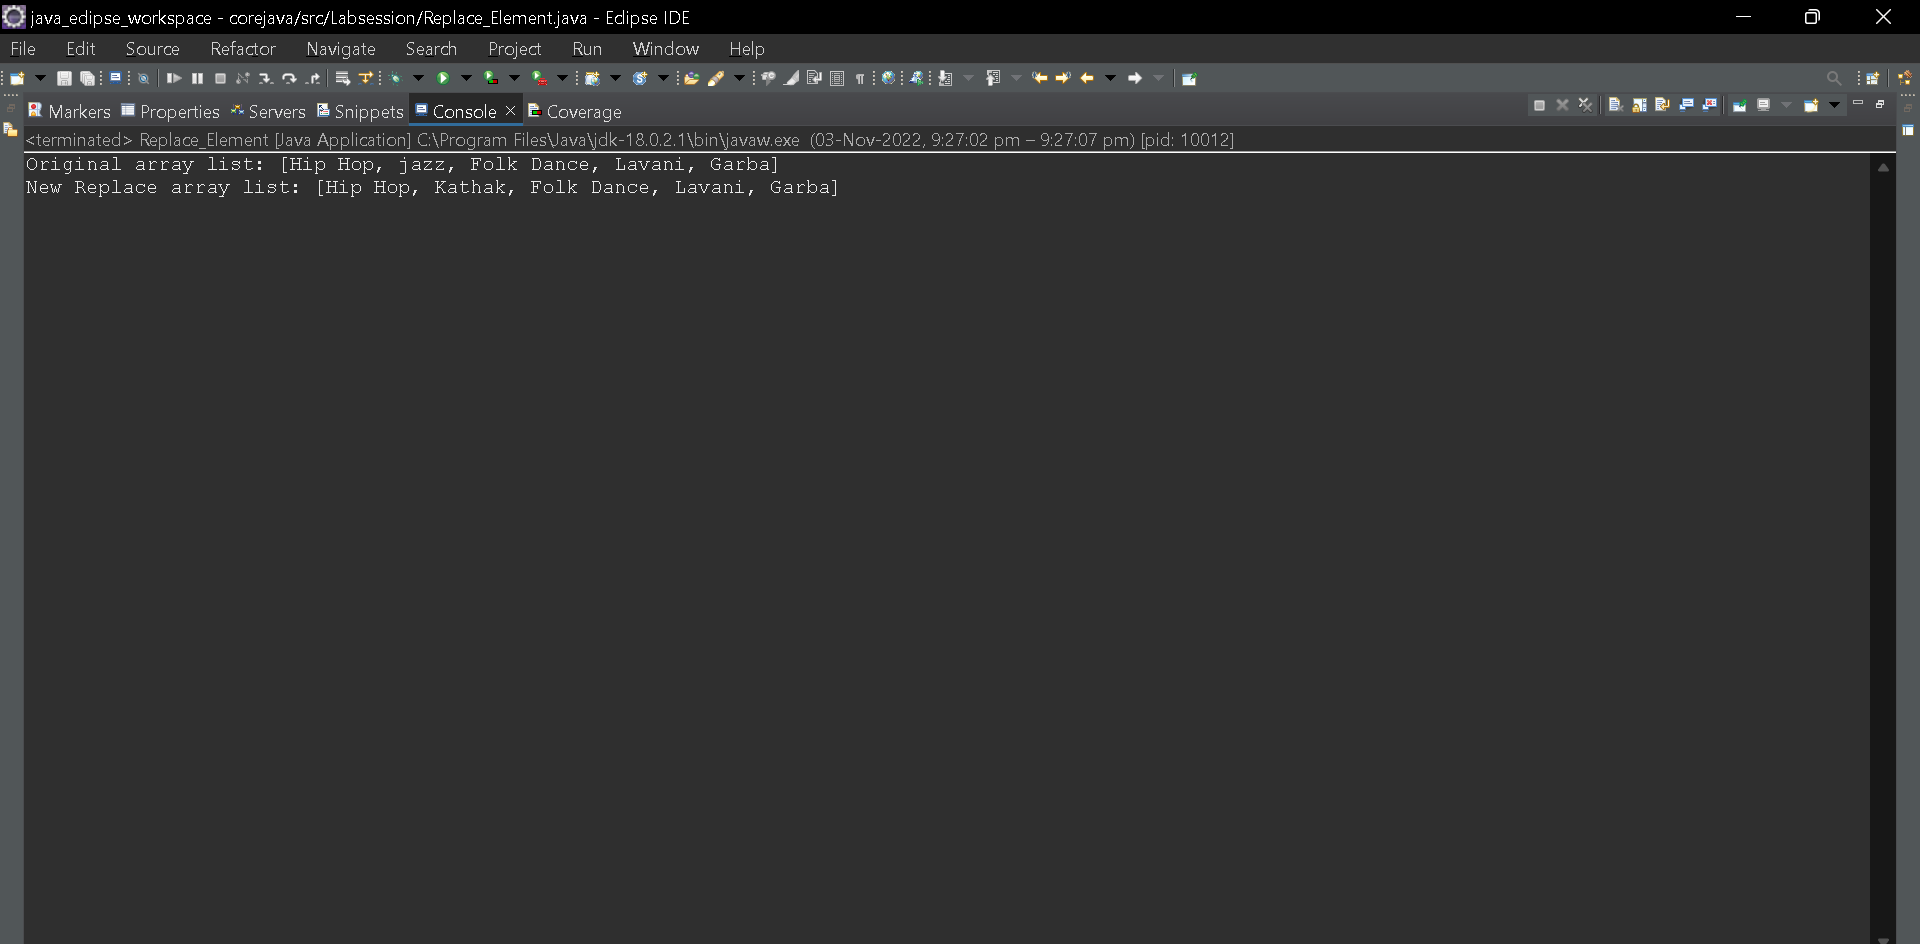 java_eclipse_workspace - corejava/src/Labsession/Replace_Element.java - Eclipse IDE
File Edit Source Refactor Navigate Search Project Run Window Help
Markers Properties Servers Snippets Console Coverage
<terminated> Replace_Element [Java Application] C:\Program Files\Java\jdk-18.0.2.1\bin\javaw.exe (03-Nov-2022, 9:27:02 pm – 9:27:07 pm) [pid: 10012]
Original array list: [Hip Hop, jazz, Folk Dance, Lavani, Garba]
New Replace array list: [Hip Hop, Kathak, Folk Dance, Lavani, Garba]